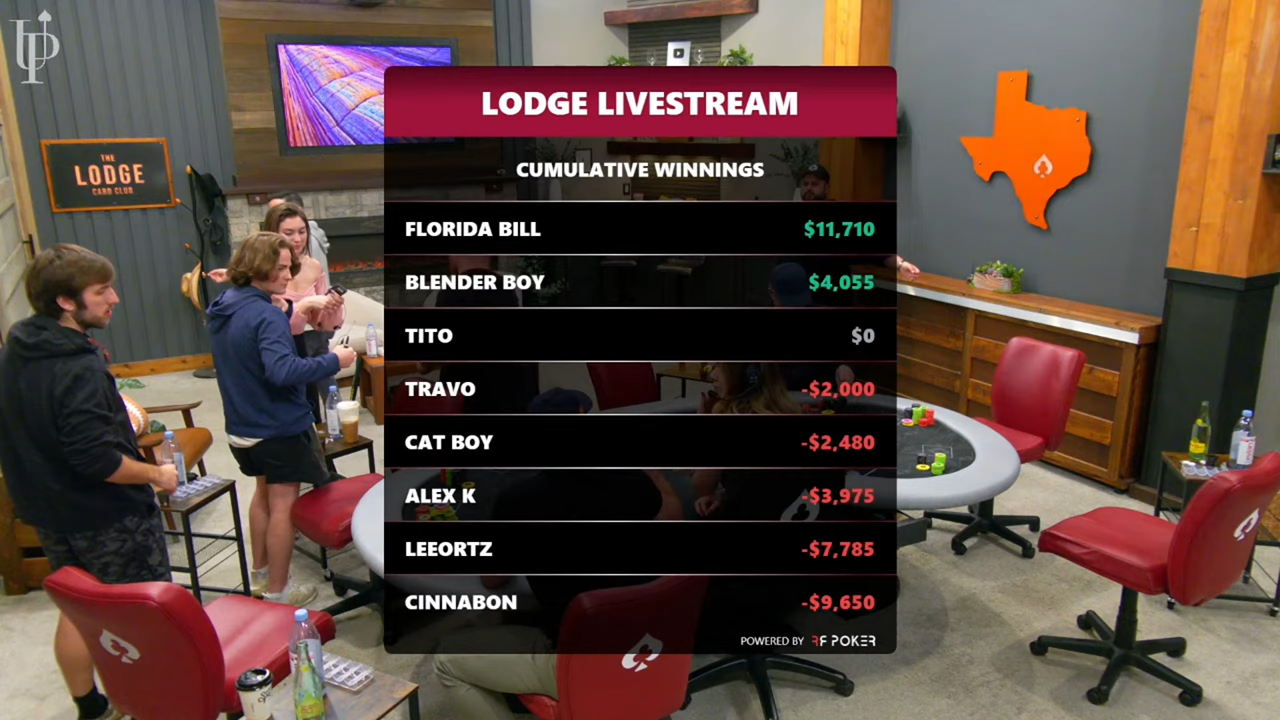 UP
THE
LODGE
CARD CLUB
LODGE LIVESTREAM
CUMULATIVE WINNINGS
FLORIDA BILL $11,710
BLENDER BOY $4,055
TITO $0
TRAVO -$2,000
CAT BOY -$2,480
ALEX K -$3,975
LEEORTZ -$7,785
CINNABON -$9,650
POWERED BY RF POKER